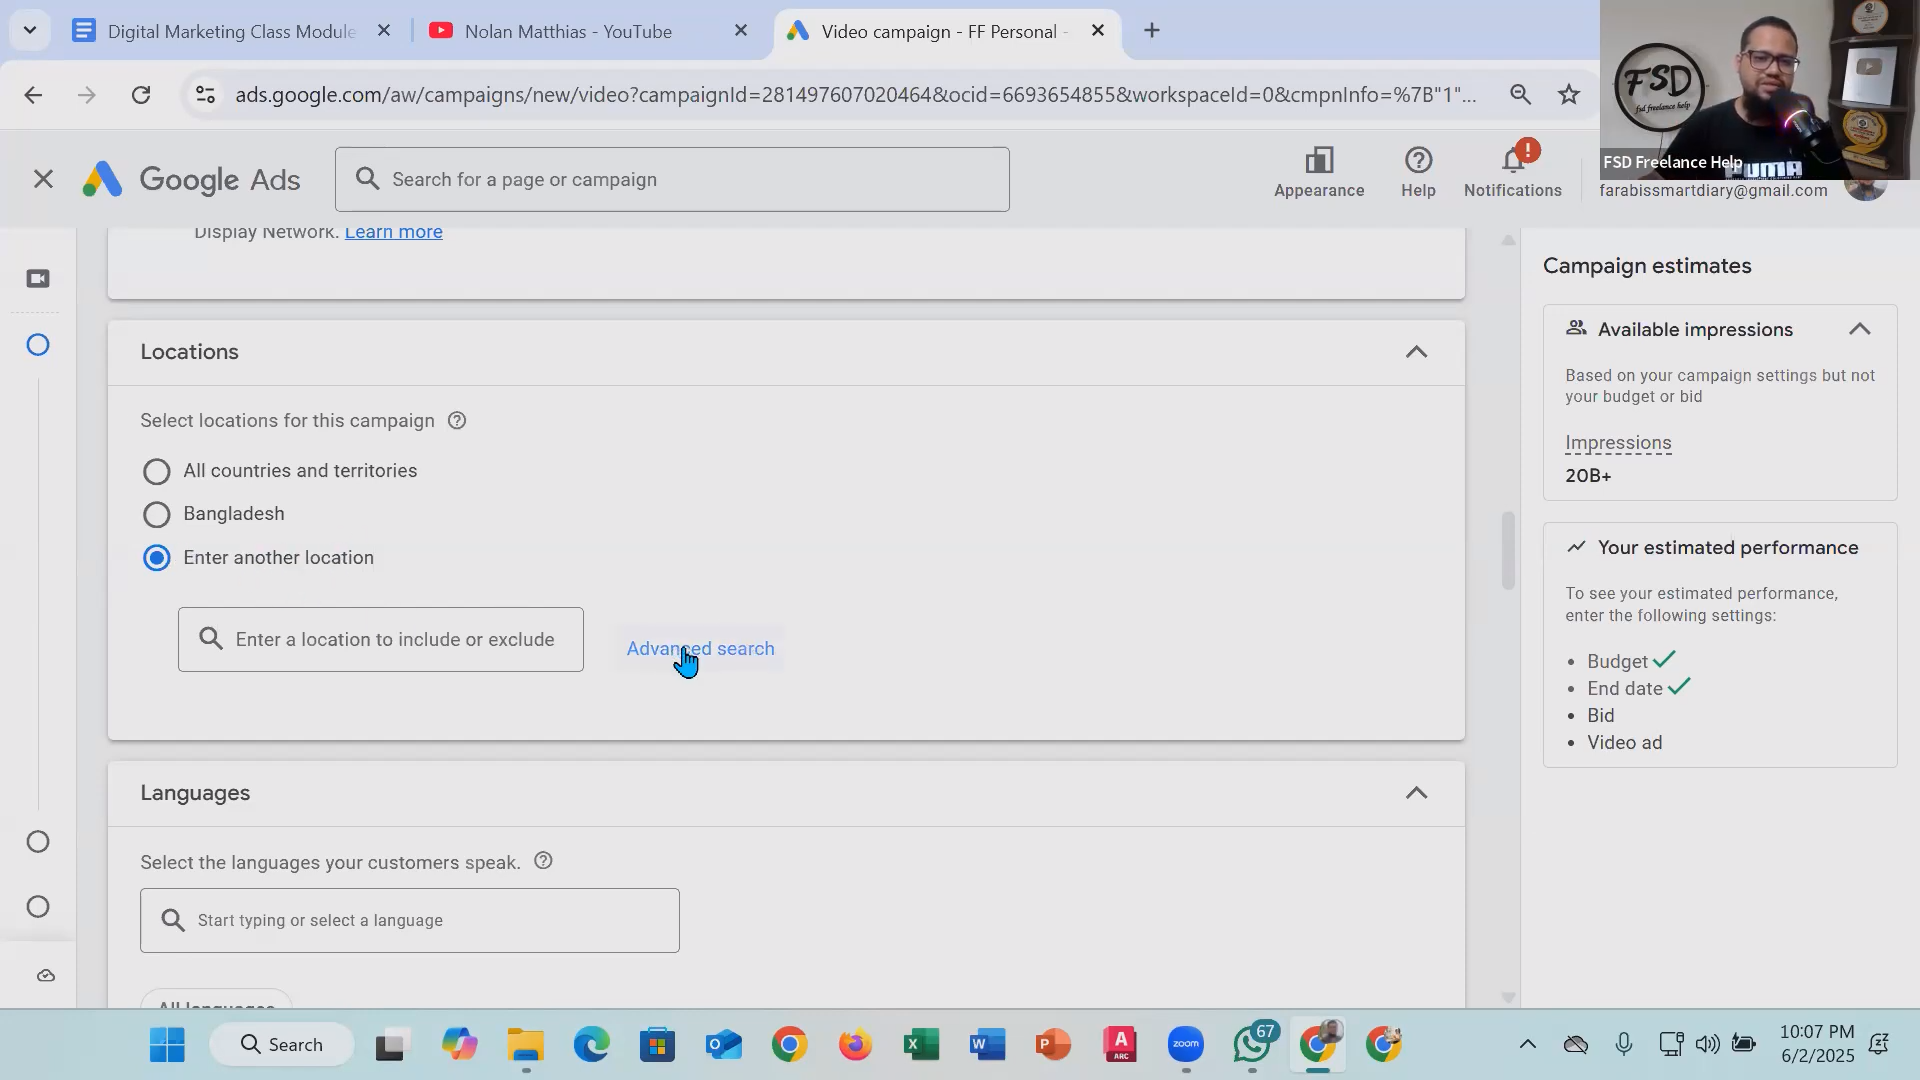 Digital Marketing Class Module
Nolan Matthias - YouTube
Video campaign - FF Personal -
ads.google.com/aw/campaigns/new/video?campaignId=281497607020464&ocid=6693654855&workspaceId=0&cmpnInfo=%7B"1"...
FSD
fsd freelance help
FSD Freelance Help
PUMA
Google Ads
Search for a page or campaign
Appearance
Help
Notifications
farabissmartdiary@gmail.com
Display Network. Learn more
Locations
Select locations for this campaign
All countries and territories
Bangladesh
Enter another location
Enter a location to include or exclude
Advanced search
Languages
Select the languages your customers speak.
Start typing or select a language
All languages
Campaign estimates
Available impressions
Based on your campaign settings but not
your budget or bid
Impressions
20B+
Your estimated performance
To see your estimated performance,
enter the following settings:
Budget
End date
Bid
Video ad
Search
ARC
zoom
67
10:07 PM
6/2/2025